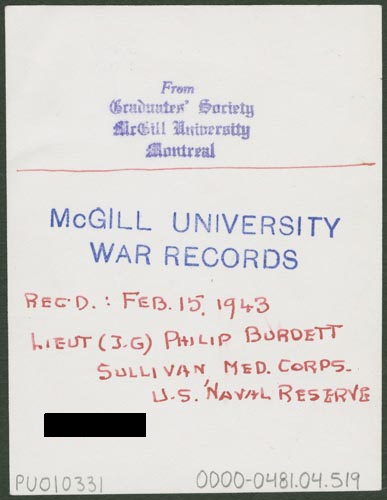 From
Graduates' Society
McGill University
Montreal
McGILL UNIVERSITY
WAR RECORDS
REC'D.: FEB. 15, 1943
LIEUT (J.G) PHILIP BURDETT
SULLIVAN MED. CORPS.
U.S. NAVAL RESERVE
PU010331
0000-0481.04.519